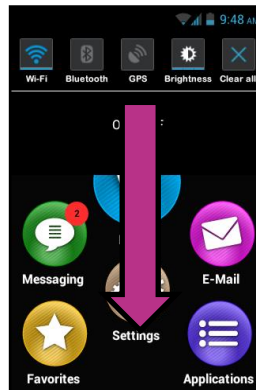 9:48 AM
Wi-Fi Bluetooth GPS Brightness Clear all
2
Messaging E-Mail
Settings
Favorites Applications